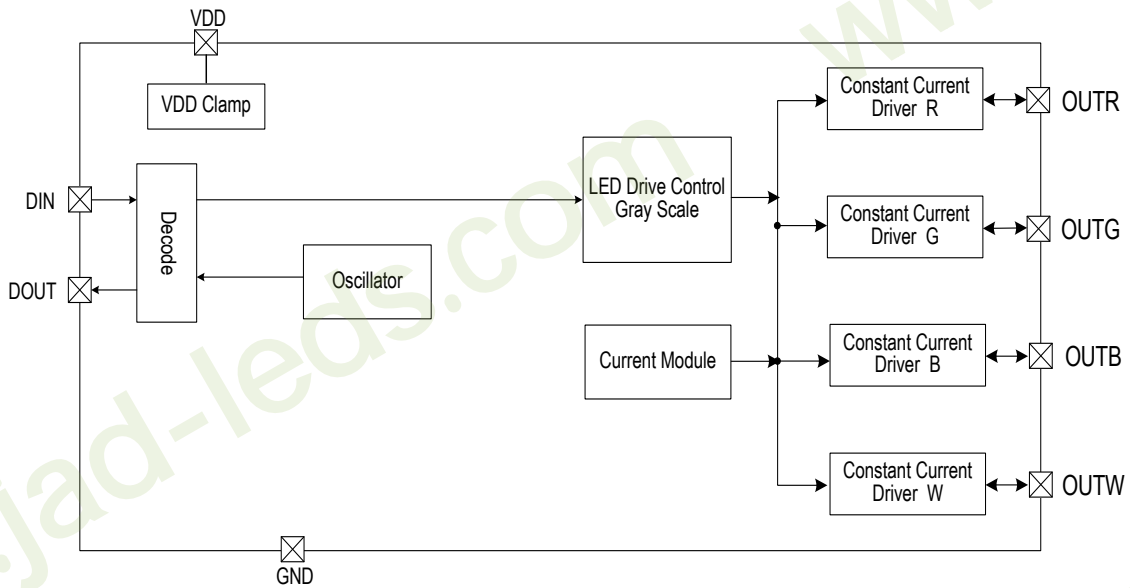 VDD
VDD Clamp
Constant Current
Driver R
OUTR
DIN
Decode
LED Drive Control
Gray Scale
Constant Current
Driver G
OUTG
DOUT
Oscillator
Current Module
Constant Current
Driver B
OUTB
Constant Current
Driver W
OUTW
GND
www
.jad-leds.com